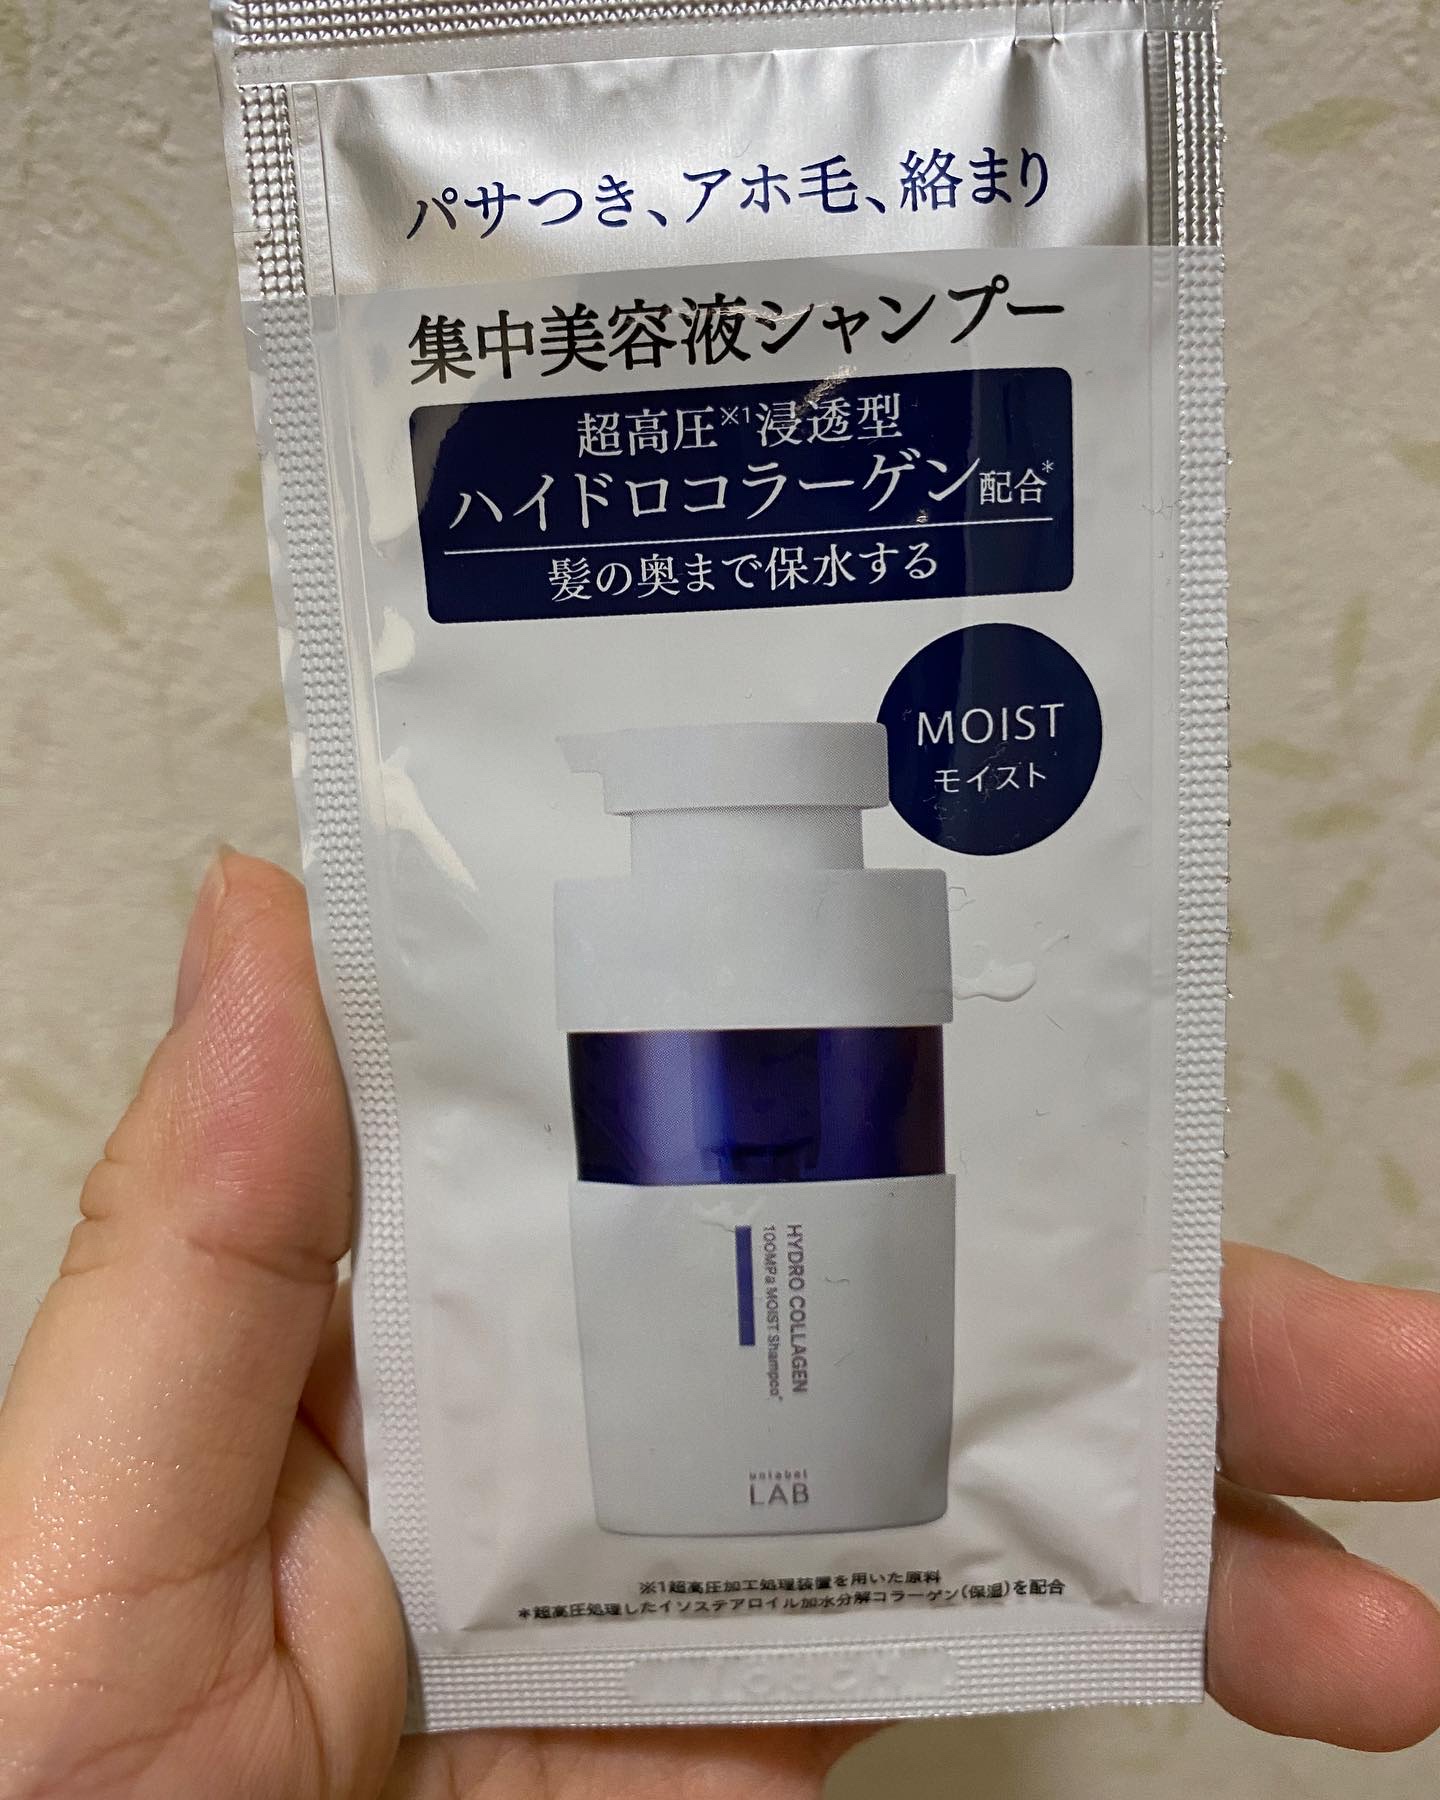 パサつき、アホ毛、絡まり
集中美容液シャンプー
超高圧※1浸透型
ハイドロコラーゲン配合*
髪の奥まで保水する
MOIST
モイスト
HYDRO COLLAGEN
100MPa MOIST Shampoo*
unlabel
LAB
※1超高圧加工処理装置を用いた原料
*超高圧処理したイソステアロイル加水分解コラーゲン(保湿)を配合